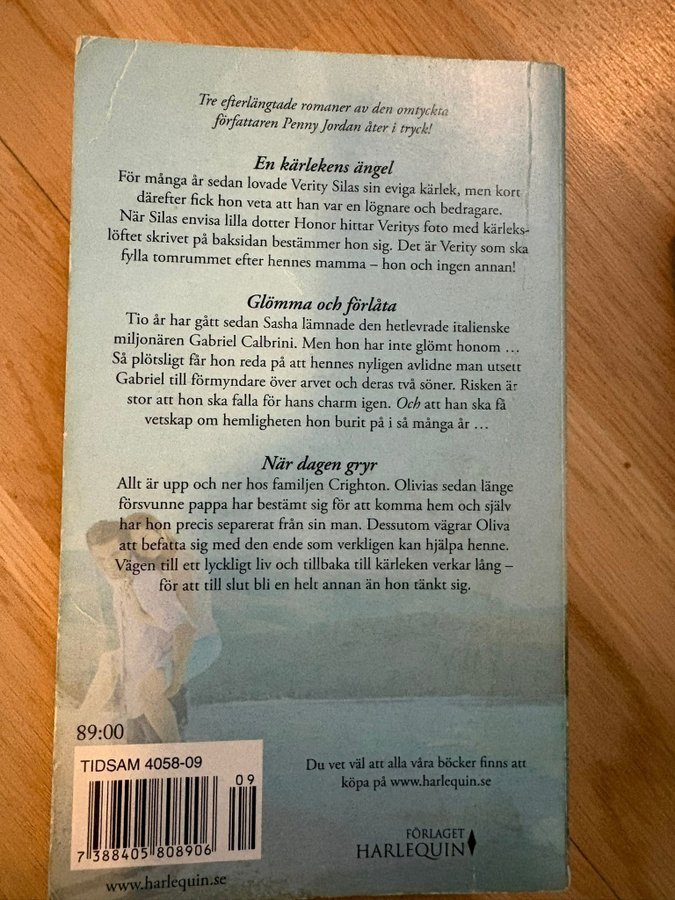 Tre efterlängtade romaner av den omtyckta
författaren Penny Jordan åter i tryck!
En kärlekens ängel
För många år sedan lovade Verity Silas sin eviga kärlek, men kort
därefter fick hon veta att han var en lögnare och bedragare.
När Silas envisa lilla dotter Honor hittar Veritys foto med kärleks-
löftet skrivet på baksidan bestämmer hon sig. Det är Verity som ska
fylla tomrummet efter hennes mamma – hon och ingen annan!
Glömma och förlåta
Tio år har gått sedan Sasha lämnade den hetlevrade italienske
miljonären Gabriel Calbrini. Men hon har inte glömt honom …
Så plötsligt får hon reda på att hennes nyligen avlidne man utsett
Gabriel till förmyndare över arvet och deras två söner. Risken är
stor att hon ska falla för hans charm igen. Och att han ska få
vetskap om hemligheten hon burit på i så många år …
När dagen gryr
Allt är upp och ner hos familjen Crighton. Olivias sedan länge
försvunne pappa har bestämt sig för att komma hem och själv
har hon precis separerat från sin man. Dessutom vägrar Oliva
att befatta sig med den ende som verkligen kan hjälpa henne.
Vägen till ett lyckligt liv och tillbaka till kärleken verkar lång –
för att till slut bli en helt annan än hon tänkt sig.
89:00
TIDSAM 4058-09
09
7 388405 808906
www.harlequin.se
Du vet väl att alla våra böcker finns att
köpa på www.harlequin.se
FÖRLAGET
HARLEQUIN